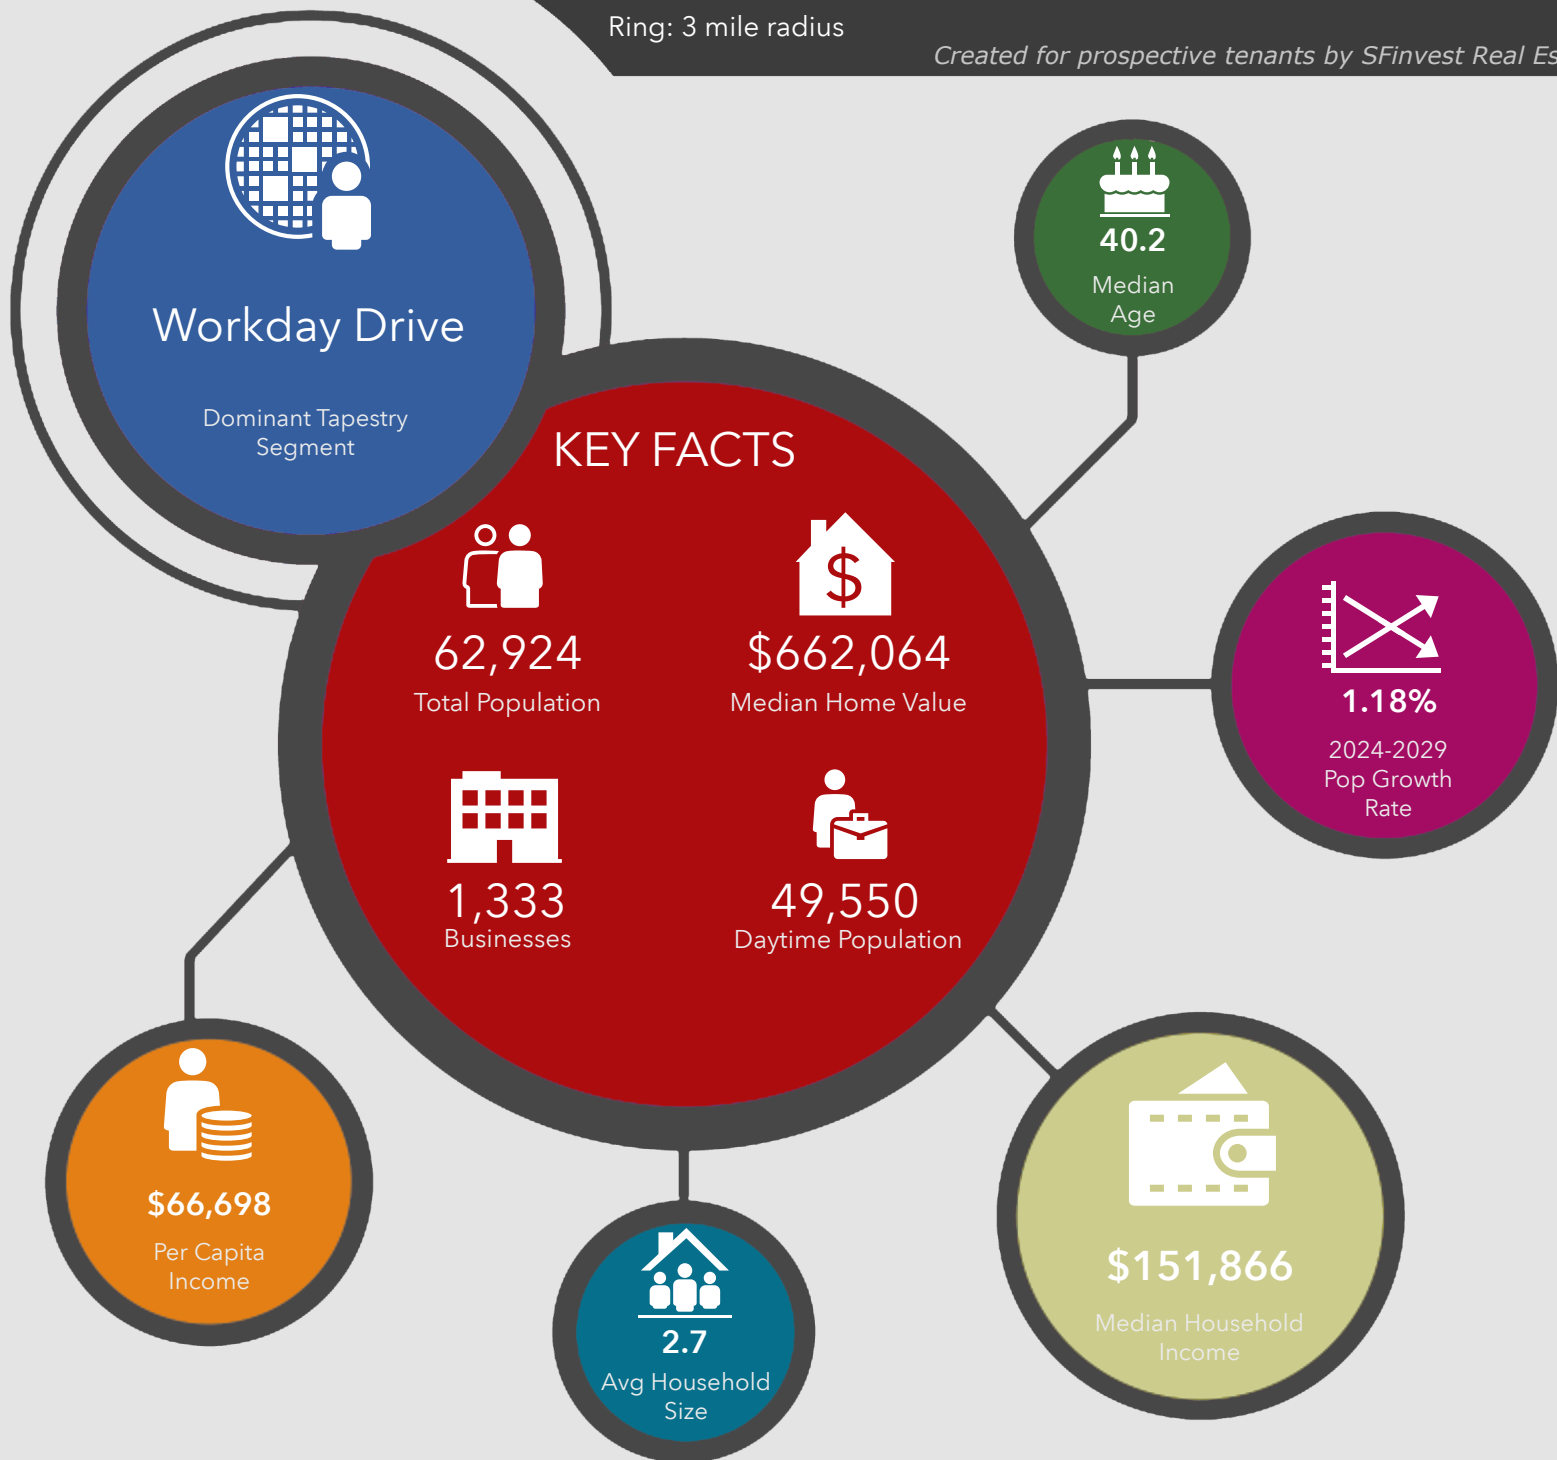 Ring: 3 mile radius
Created for prospective tenants by SFinvest Real
Workday Drive
Dominant Tapestry
Segment
40.2
Median
Age
KEY FACTS
62,924
Total Population
$662,064
Median Home Value
1,333
Businesses
49,550
Daytime Population
1.18%
2024-2029
Pop Growth
Rate
$66,698
Per Capita
Income
2.7
Avg Household
Size
$151,866
Median Household
Income